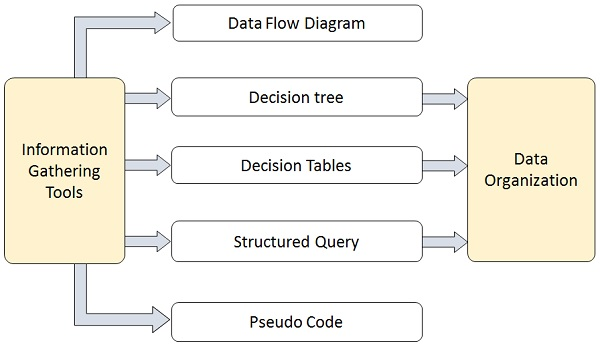 Data Flow Diagram
Decision tree
Information
Gathering
Tools
Decision Tables
Data
Organization
Structured Query
Pseudo Code